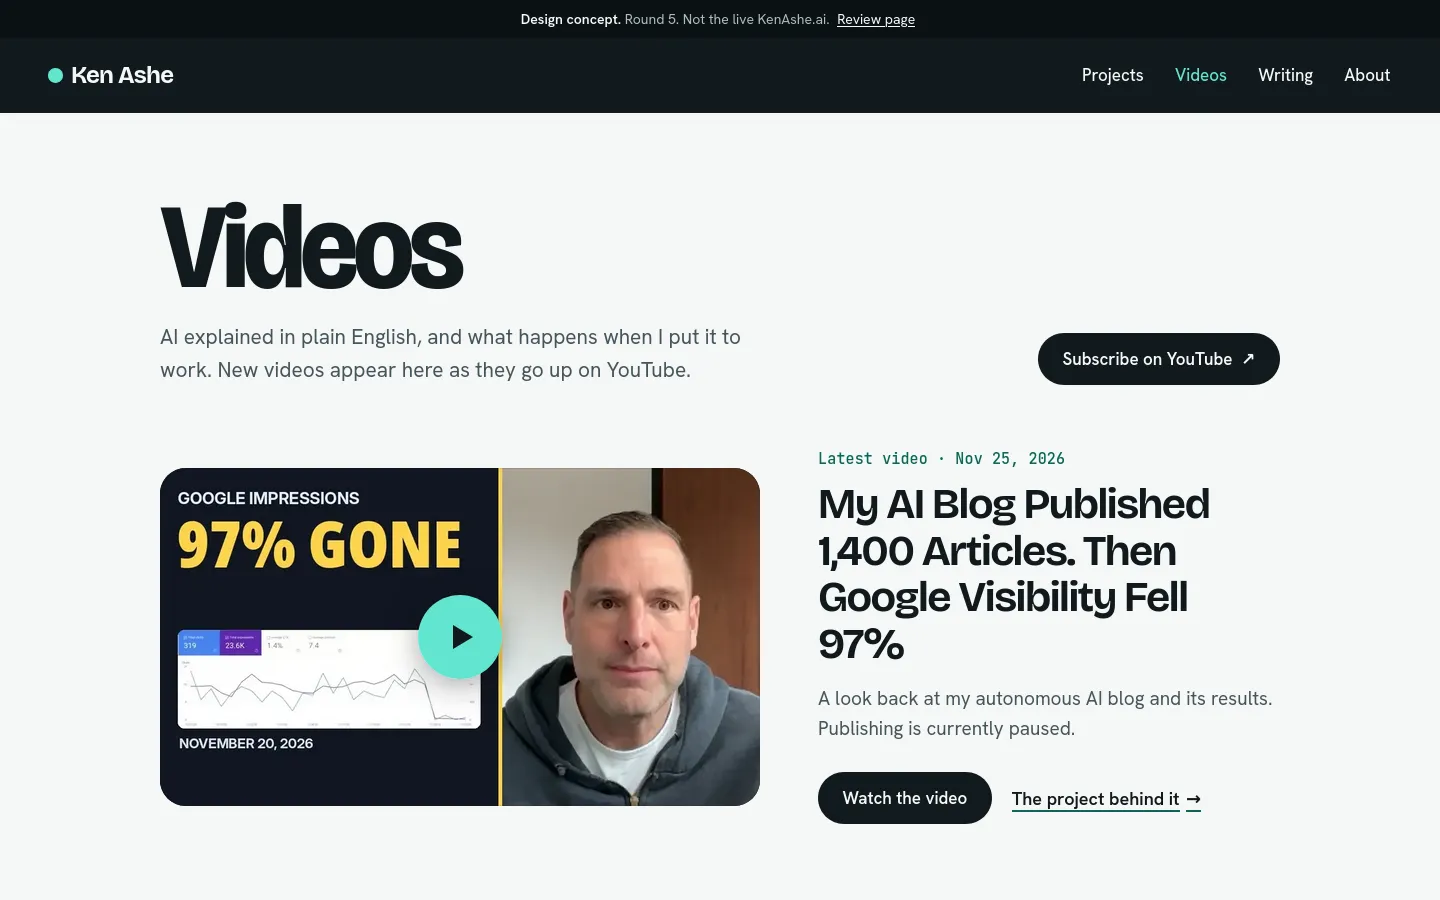 Design concept. Round 5. Not the live KenAshe.ai. Review page
Ken Ashe
Projects Videos Writing About
Videos
AI explained in plain English, and what happens when I put it to
work. New videos appear here as they go up on YouTube.
Subscribe on YouTube ↗
GOOGLE IMPRESSIONS
97% GONE
319 23.6K 1.4% 7.4
NOVEMBER 20, 2026
Latest video · Nov 25, 2026
My AI Blog Published
1,400 Articles. Then
Google Visibility Fell
97%
A look back at my autonomous AI blog and its results.
Publishing is currently paused.
Watch the video
The project behind it →